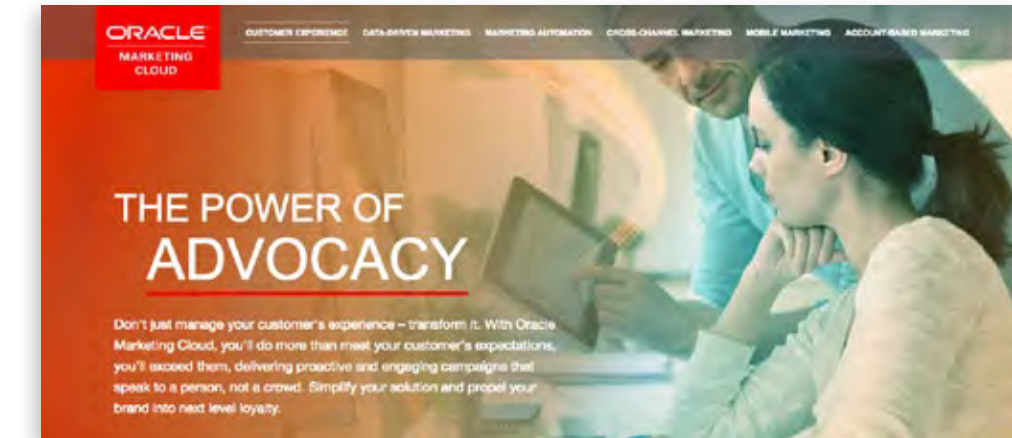 ORACLE
MARKETING
CLOUD
CUSTOMER EXPERIENCE DATA-DRIVEN MARKETING MARKETING AUTOMATION CROSS-CHANNEL MARKETING MOBILE MARKETING ACCOUNT-BASED MARKETING
THE POWER OF
ADVOCACY
Don't just manage your customer's experience – transform it. With Oracle
Marketing Cloud, you'll do more than meet your customer's expectations,
you'll exceed them, delivering proactive and engaging campaigns that
speak to a person, not a crowd. Simplify your solution and propel your
brand into next level loyalty.